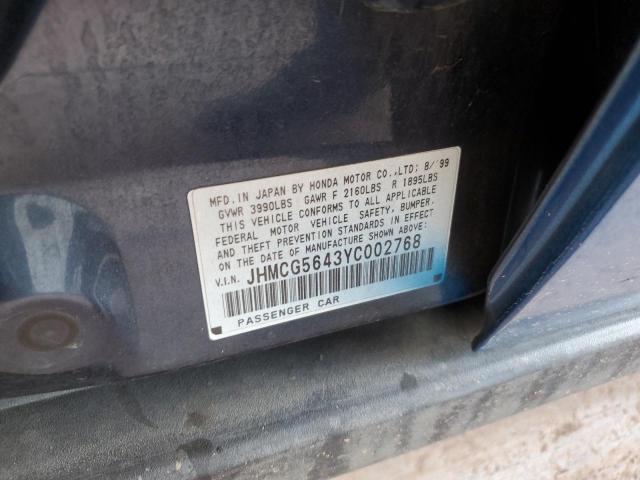 MFD.IN JAPAN BY HONDA MOTOR CO.,LTD: 8/'99
GVWR 3990LBS GAWR F 2160LBS R 1895LBS
THIS VEHICLE CONFORMS TO ALL APPLICABLE
FEDERAL MOTOR VEHICLE SAFETY, BUMPER,
AND THEFT PREVENTION STANDARDS IN EFFECT
ON THE DATE OF MANUFACTURE SHOWN ABOVE:
V.I.N. JHMCG5643YC002768
PASSENGER CAR